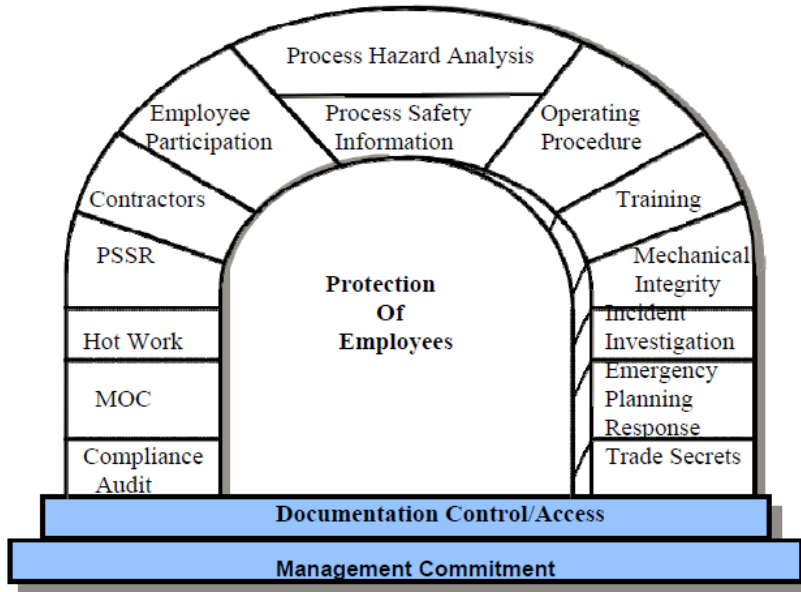 Process Hazard Analysis
Process Safety
Information
Employee
Participation
Operating
Procedure
Contractors
Training
PSSR
Mechanical
Integrity
Protection
Of
Employees
Hot Work
Incident
Investigation
MOC
Emergency
Planning
Response
Compliance
Audit
Trade Secrets
Documentation Control/Access
Management Commitment